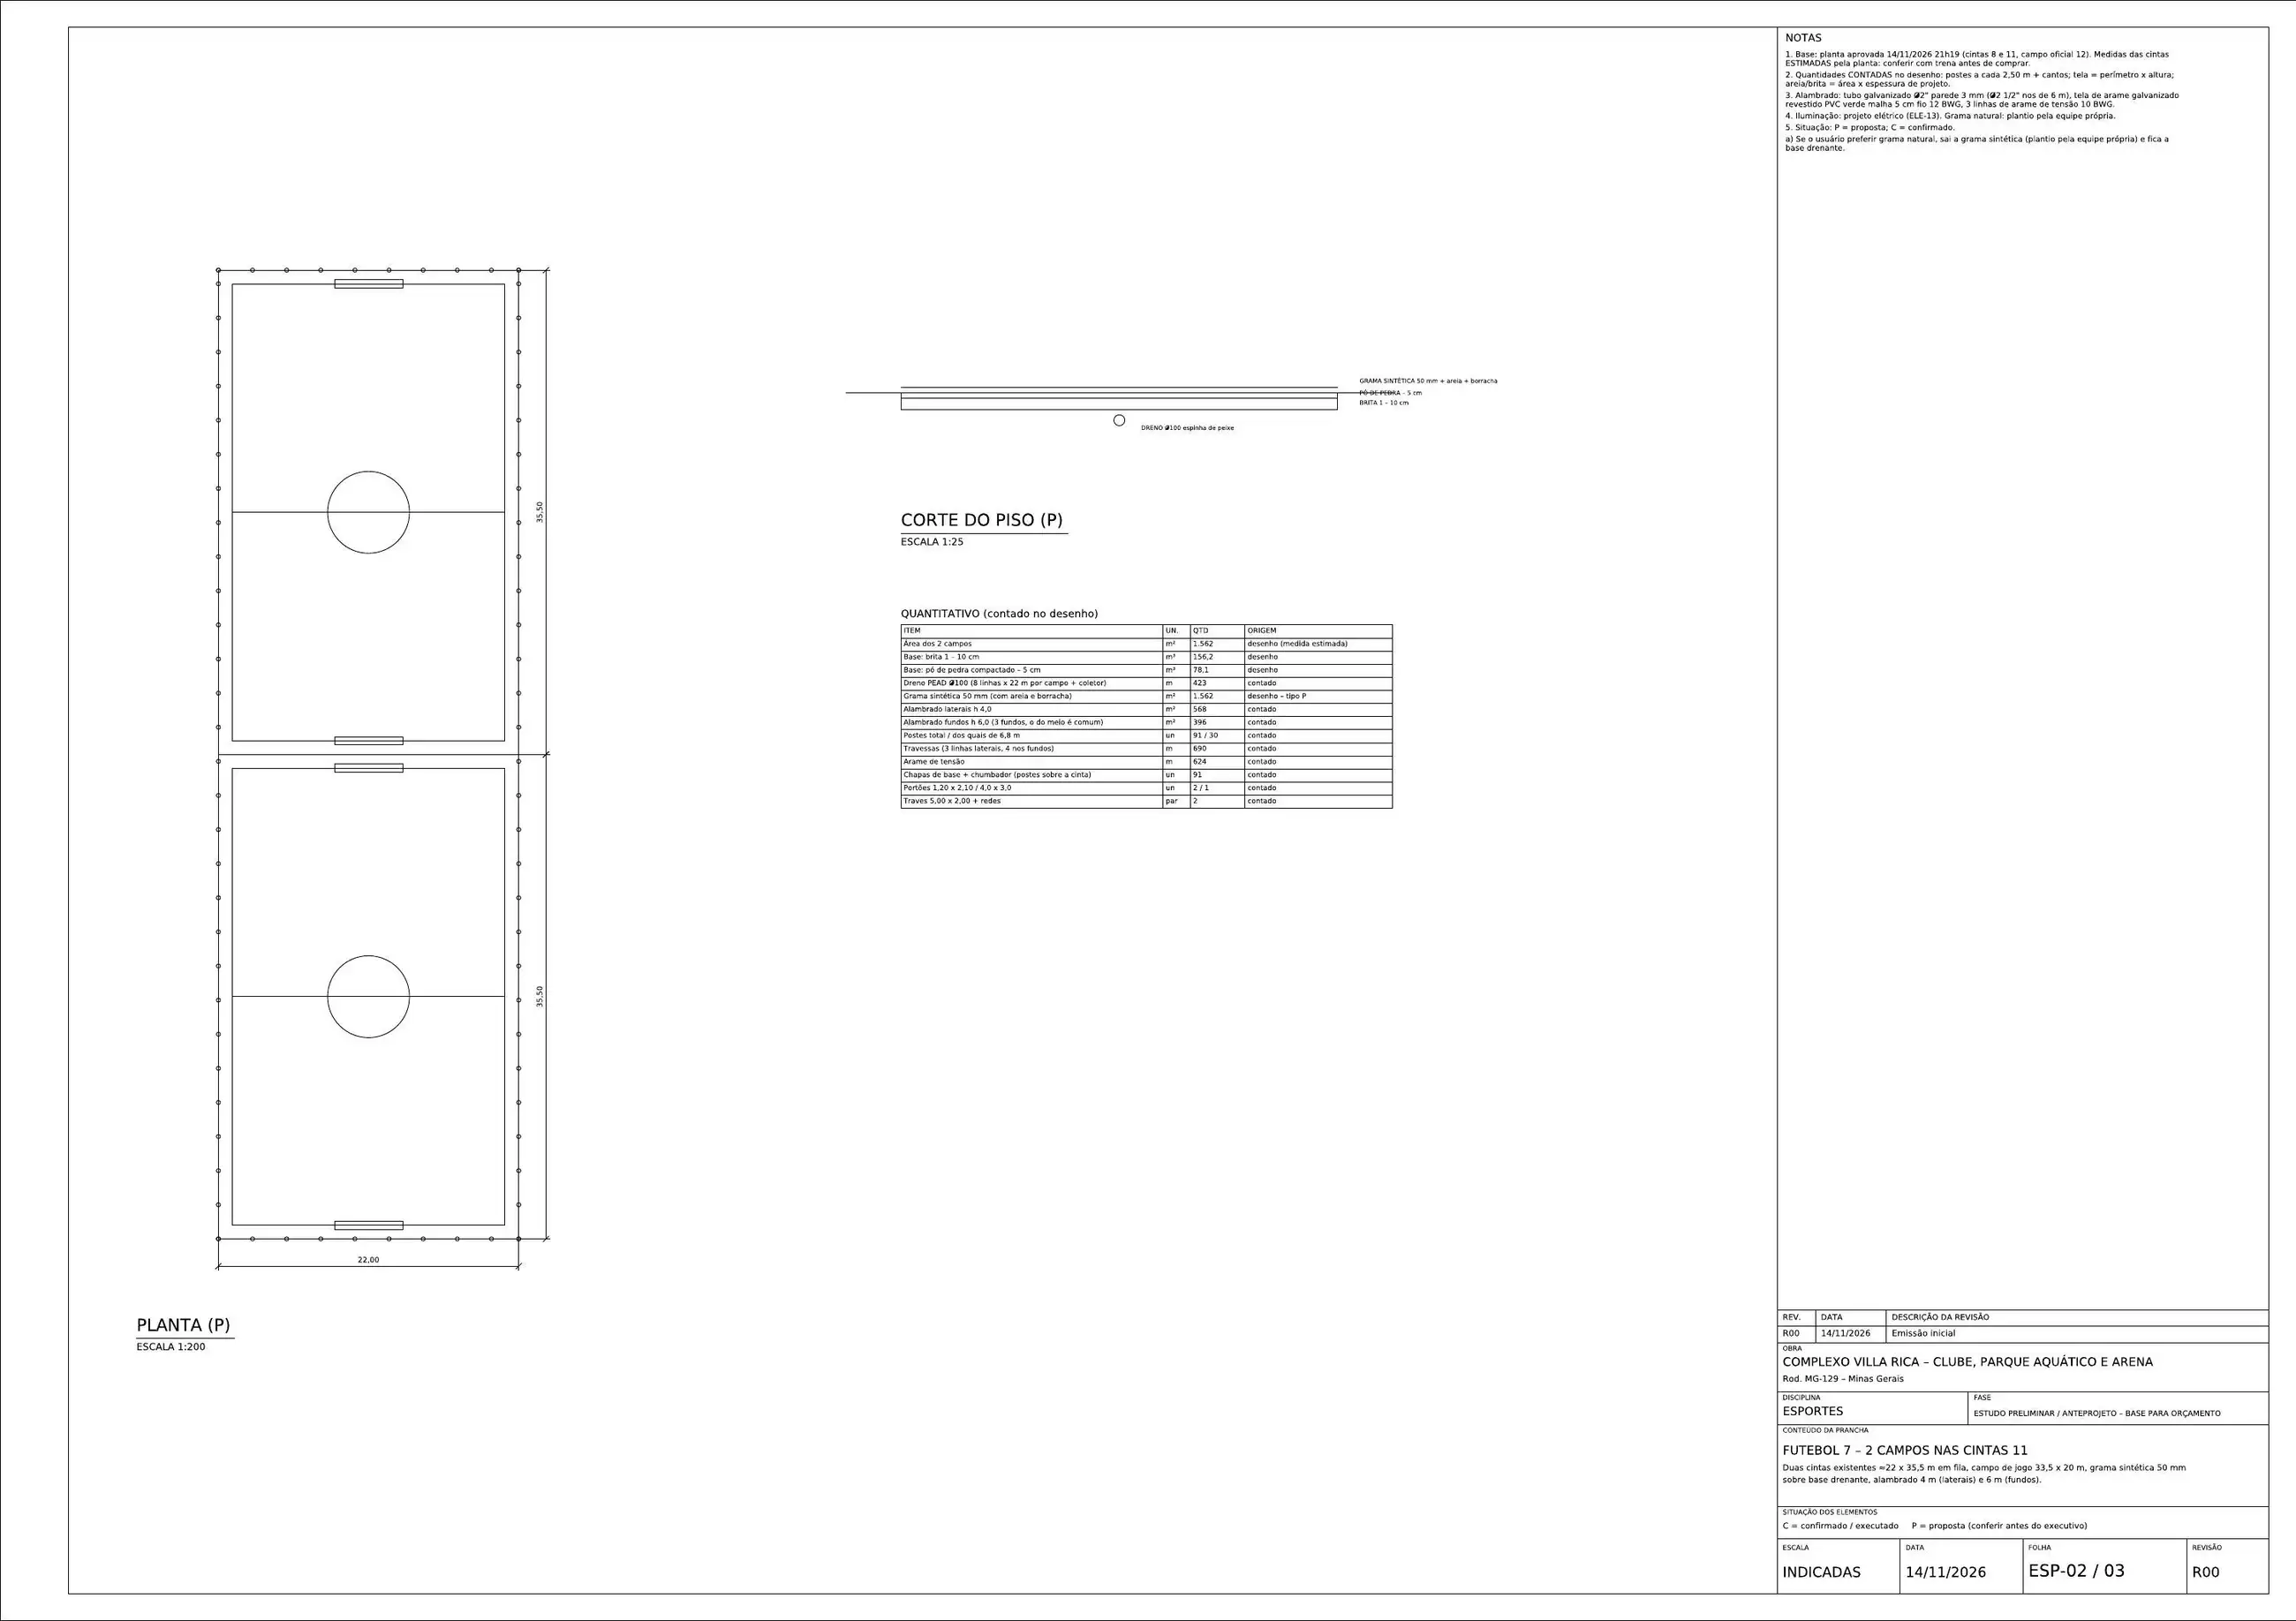 NOTAS
1. Base: planta aprovada 14/11/2026 21h19 (cintas 8 e 11, campo oficial 12). Medidas das cintas
ESTIMADAS pela planta: conferir com trena antes de comprar.
2. Quantidades CONTADAS no desenho: postes a cada 2,50 m + cantos; tela = perímetro x altura;
areia/brita = área x espessura de projeto.
3. Alambrado: tubo galvanizado Ø2" parede 3 mm (Ø2 1/2" nos de 6 m), tela de arame galvanizado
revestido PVC verde malha 5 cm fio 12 BWG, 3 linhas de arame de tensão 10 BWG.
4. Iluminação: projeto elétrico (ELE-13). Grama natural: plantio pela equipe própria.
5. Situação: P = proposta; C = confirmado.
a) Se o usuário preferir grama natural, sai a grama sintética (plantio pela equipe própria) e fica a
base drenante.
35,50
35,50
22,00
PLANTA (P)
ESCALA 1:200
GRAMA SINTÉTICA 50 mm + areia + borracha
PÓ DE PEDRA – 5 cm
BRITA 1 – 10 cm
DRENO Ø100 espinha de peixe
CORTE DO PISO (P)
ESCALA 1:25
QUANTITATIVO (contado no desenho)
ITEM UN. QTD ORIGEM
Área dos 2 campos m² 1.562 desenho (medida estimada)
Base: brita 1 – 10 cm m³ 156,2 desenho
Base: pó de pedra compactado – 5 cm m³ 78,1 desenho
Dreno PEAD Ø100 (8 linhas x 22 m por campo + coletor) m 423 contado
Grama sintética 50 mm (com areia e borracha) m² 1.562 desenho – tipo P
Alambrado laterais h 4,0 m² 568 contado
Alambrado fundos h 6,0 (3 fundos, o do meio é comum) m² 396 contado
Postes total / dos quais de 6,8 m un 91 / 30 contado
Travessas (3 linhas laterais, 4 nos fundos) m 690 contado
Arame de tensão m 624 contado
Chapas de base + chumbador (postes sobre a cinta) un 91 contado
Portões 1,20 x 2,10 / 4,0 x 3,0 un 2 / 1 contado
Traves 5,00 x 2,00 + redes par 2 contado
REV. DATA DESCRIÇÃO DA REVISÃO
R00 14/11/2026 Emissão inicial
OBRA
COMPLEXO VILLA RICA – CLUBE, PARQUE AQUÁTICO E ARENA
Rod. MG-129 – Minas Gerais
DISCIPLINA FASE
ESPORTES ESTUDO PRELIMINAR / ANTEPROJETO – BASE PARA ORÇAMENTO
CONTEÚDO DA PRANCHA
FUTEBOL 7 – 2 CAMPOS NAS CINTAS 11
Duas cintas existentes ≈22 x 35,5 m em fila, campo de jogo 33,5 x 20 m, grama sintética 50 mm
sobre base drenante, alambrado 4 m (laterais) e 6 m (fundos).
SITUAÇÃO DOS ELEMENTOS
C = confirmado / executado P = proposta (conferir antes do executivo)
ESCALA DATA FOLHA REVISÃO
INDICADAS 14/11/2026 ESP-02 / 03 R00